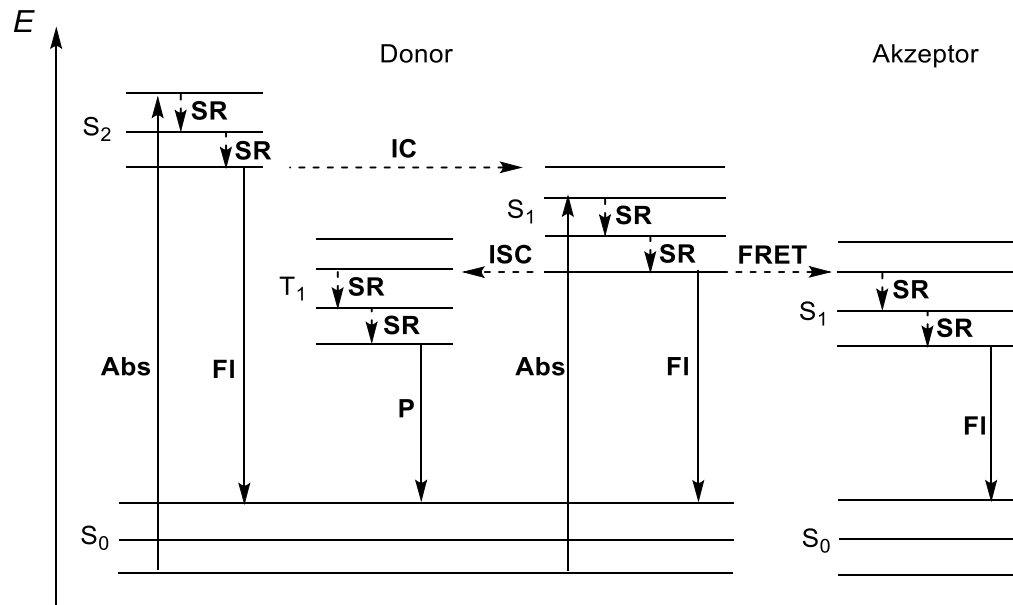 E
Donor
Akzeptor
SR
S2
SR
IC
S1
SR
SR
ISC
FRET
T1
SR
SR
SR
S1
SR
Abs
Fl
P
Abs
Fl
Fl
S0
S0